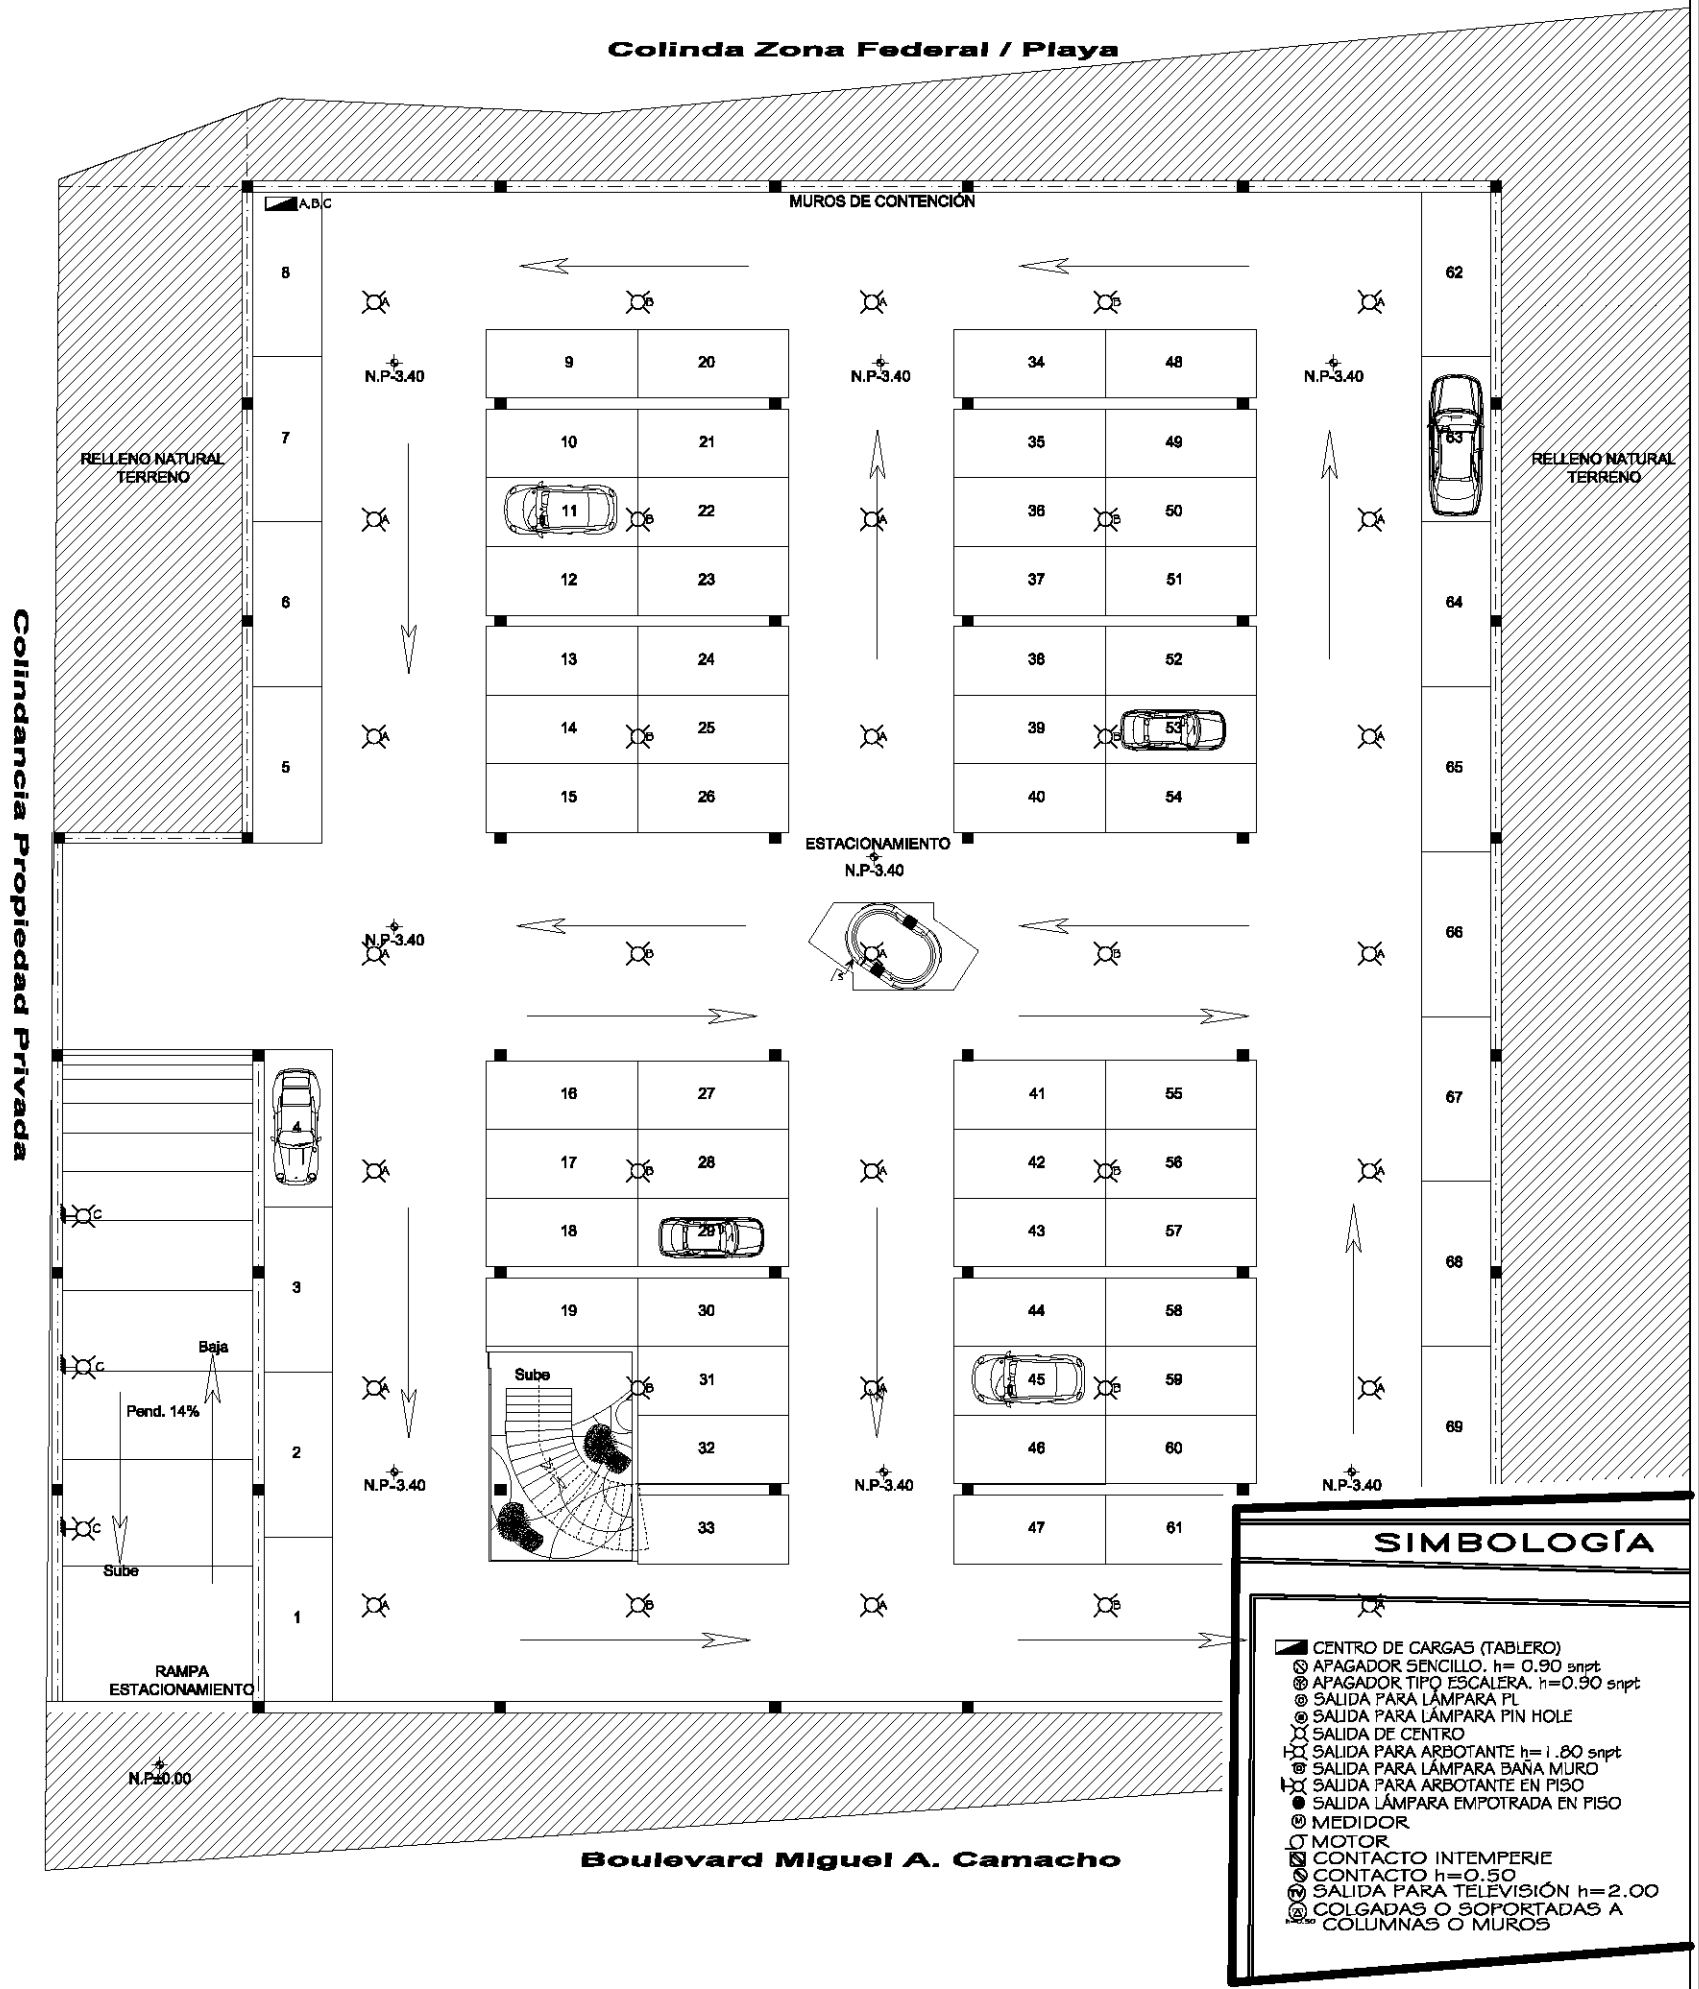 Colinda Zona Federal / Playa
MUROS DE CONTENCIÓN
A,B,C
8
62
A
B
A
B
A
9
20
34
48
N.P-3.40
N.P-3.40
N.P-3.40
7
10
21
35
49
63
RELLENO NATURAL
TERRENO
RELLENO NATURAL
TERRENO
11
22
36
50
A
B
A
B
A
12
23
37
51
6
64
13
24
38
52
14
25
39
53
A
B
A
B
A
5
65
15
26
40
54
ESTACIONAMIENTO
N.P-3.40
Colindancia Propiedad Privada
N.P-3.40
66
A
B
A
B
A
16
27
41
55
67
4
17
28
42
56
A
B
A
B
A
C
18
29
43
57
68
3
19
30
44
58
Baja
C
Sube
31
45
59
A
B
A
B
A
Pend. 14%
2
32
46
60
69
N.P-3.40
N.P-3.40
N.P-3.40
C
33
47
61
Sube
1
A
B
A
B
A
RAMPA
ESTACIONAMIENTO
N.P±0.00
Boulevard Miguel A. Camacho
SIMBOLOGÍA
CENTRO DE CARGAS (TABLERO)
APAGADOR SENCILLO. h= 0.90 snpt
APAGADOR TIPO ESCALERA. h=0.90 snpt
SALIDA PARA LÁMPARA PL
SALIDA PARA LÁMPARA PIN HOLE
SALIDA DE CENTRO
SALIDA PARA ARBOTANTE h=1.80 snpt
SALIDA PARA LÁMPARA BAÑA MURO
SALIDA PARA ARBOTANTE EN PISO
SALIDA LÁMPARA EMPOTRADA EN PISO
MEDIDOR
MOTOR
CONTACTO INTEMPERIE
CONTACTO h=0.50
TV SALIDA PARA TELEVISIÓN h=2.00
COLGADAS O SOPORTADAS A
COLUMNAS O MUROS